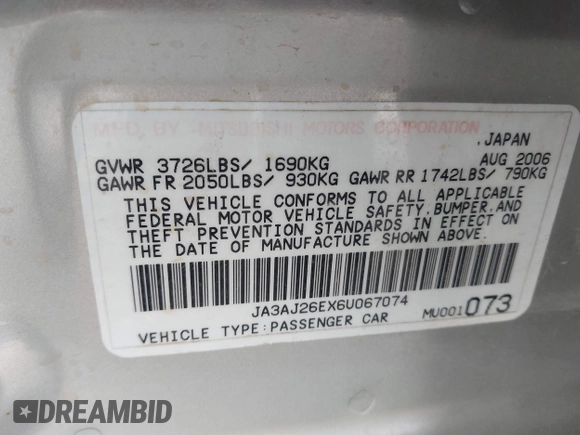 MFD. BY MITSUBISHI MOTORS CORPORATION
.JAPAN
GVWR 3726LBS/ 1690KG AUG 2006
GAWR FR 2050LBS/ 930KG GAWR RR 1742LBS/ 790KG
THIS VEHICLE CONFORMS TO ALL APPLICABLE
FEDERAL MOTOR VEHICLE SAFETY,BUMPER,AND
THEFT PREVENTION STANDARDS IN EFFECT ON
THE DATE OF MANUFACTURE SHOWN ABOVE.
JA3AJ26EX6U067074
VEHICLE TYPE:PASSENGER CAR MU001073
DREAMBID